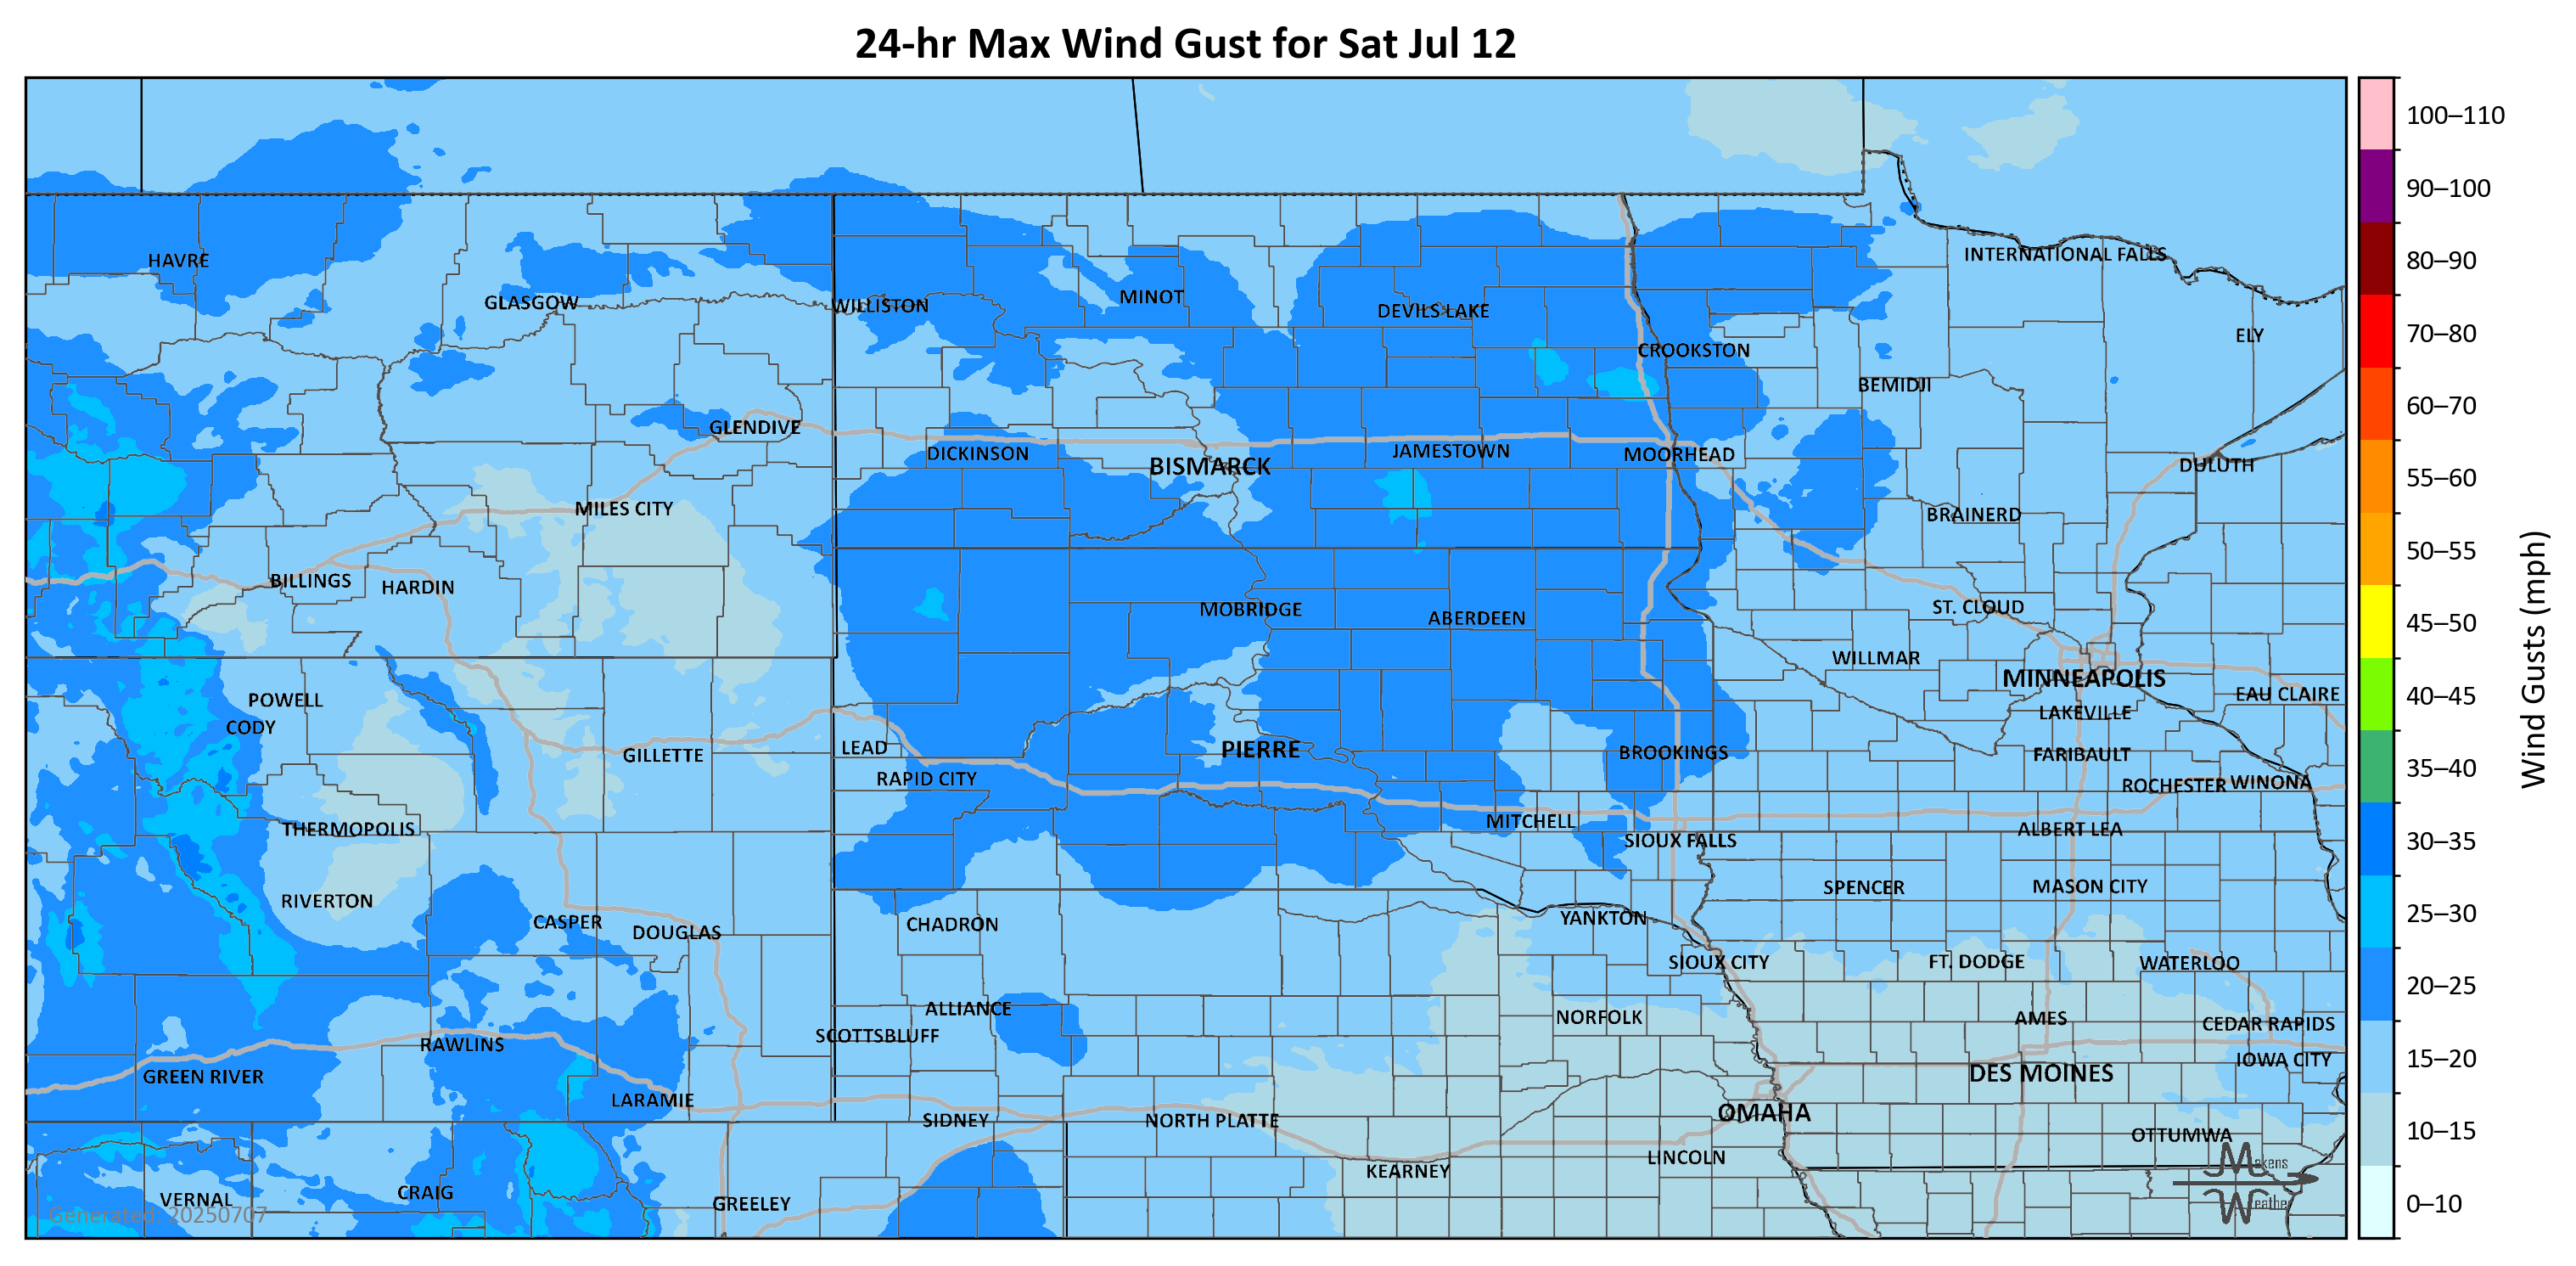 24-hr Max Wind Gust for Sat Jul 12
100–110
90–100
80–90
70–80
60–70
55–60
50–55
45–50
40–45
35–40
30–35
25–30
20–25
15–20
10–15
0–10
Wind Gusts (mph)
HAVRE
INTERNATIONAL FALLS
GLASGOW
WILLISTON
MINOT
DEVILS LAKE
ELY
CROOKSTON
BEMIDJI
GLENDIVE
DICKINSON
BISMARCK
JAMESTOWN
MOORHEAD
DULUTH
MILES CITY
BRAINERD
BILLINGS
HARDIN
MOBRIDGE
ABERDEEN
ST. CLOUD
WILLMAR
MINNEAPOLIS
POWELL
EAU CLAIRE
CODY
LAKEVILLE
GILLETTE
LEAD
PIERRE
BROOKINGS
FARIBAULT
RAPID CITY
ROCHESTER
WINONA
THERMOPOLIS
MITCHELL
SIOUX FALLS
ALBERT LEA
RIVERTON
SPENCER
MASON CITY
CASPER
DOUGLAS
CHADRON
YANKTON
SIOUX CITY
FT. DODGE
WATERLOO
ALLIANCE
NORFOLK
AMES
CEDAR RAPIDS
SCOTTSBLUFF
RAWLINS
IOWA CITY
GREEN RIVER
DES MOINES
LARAMIE
OMAHA
SIDNEY
NORTH PLATTE
OTTUMWA
KEARNEY
LINCOLN
VERNAL
CRAIG
GREELEY
Generated: 20250707
Makens
Weather